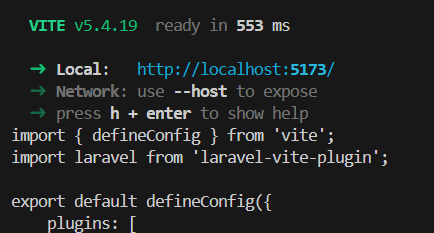 VITE v5.4.19 ready in 553 ms
➜ Local: http://localhost:5173/
➜ Network: use --host to expose
➜ press h + enter to show help
import { defineConfig } from 'vite';
import laravel from 'laravel-vite-plugin';
export default defineConfig({
    plugins: [